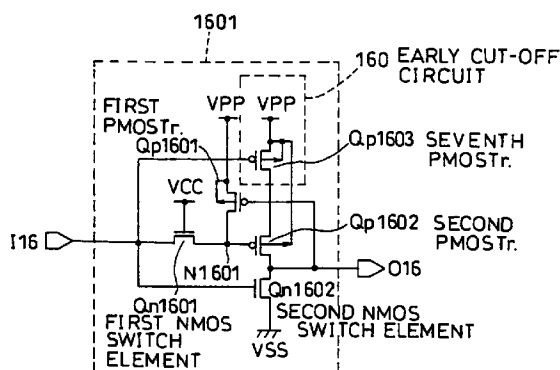 1601
160 EARLY CUT-OFF
CIRCUIT
FIRST
PMOSTr.
Qp1601
VPP
VPP
Qp1603 SEVENTH
PMOSTr.
VCC
Qp1602 SECOND
PMOSTr.
I16
N1601
O16
Qn1601
Qn1602
FIRST NMOS
SWITCH
ELEMENT
SECOND NMOS
SWITCH ELEMENT
VSS